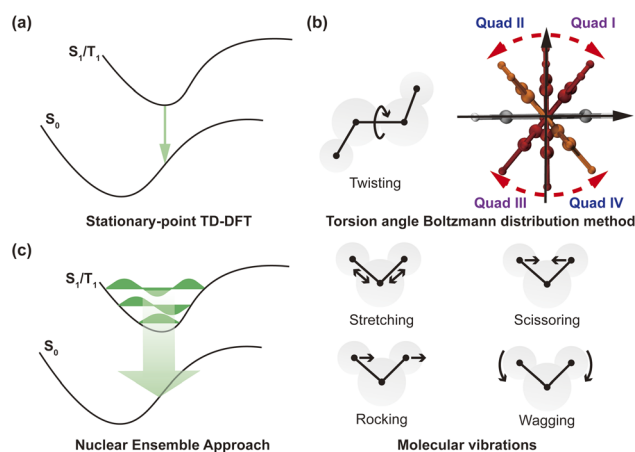 (a)
S1/T1
S0
Stationary-point TD-DFT
(b)
Quad II
Quad I
Twisting
Quad III
Quad IV
Torsion angle Boltzmann distribution method
(c)
S1/T1
S0
Nuclear Ensemble Approach
Stretching
Scissoring
Rocking
Wagging
Molecular vibrations